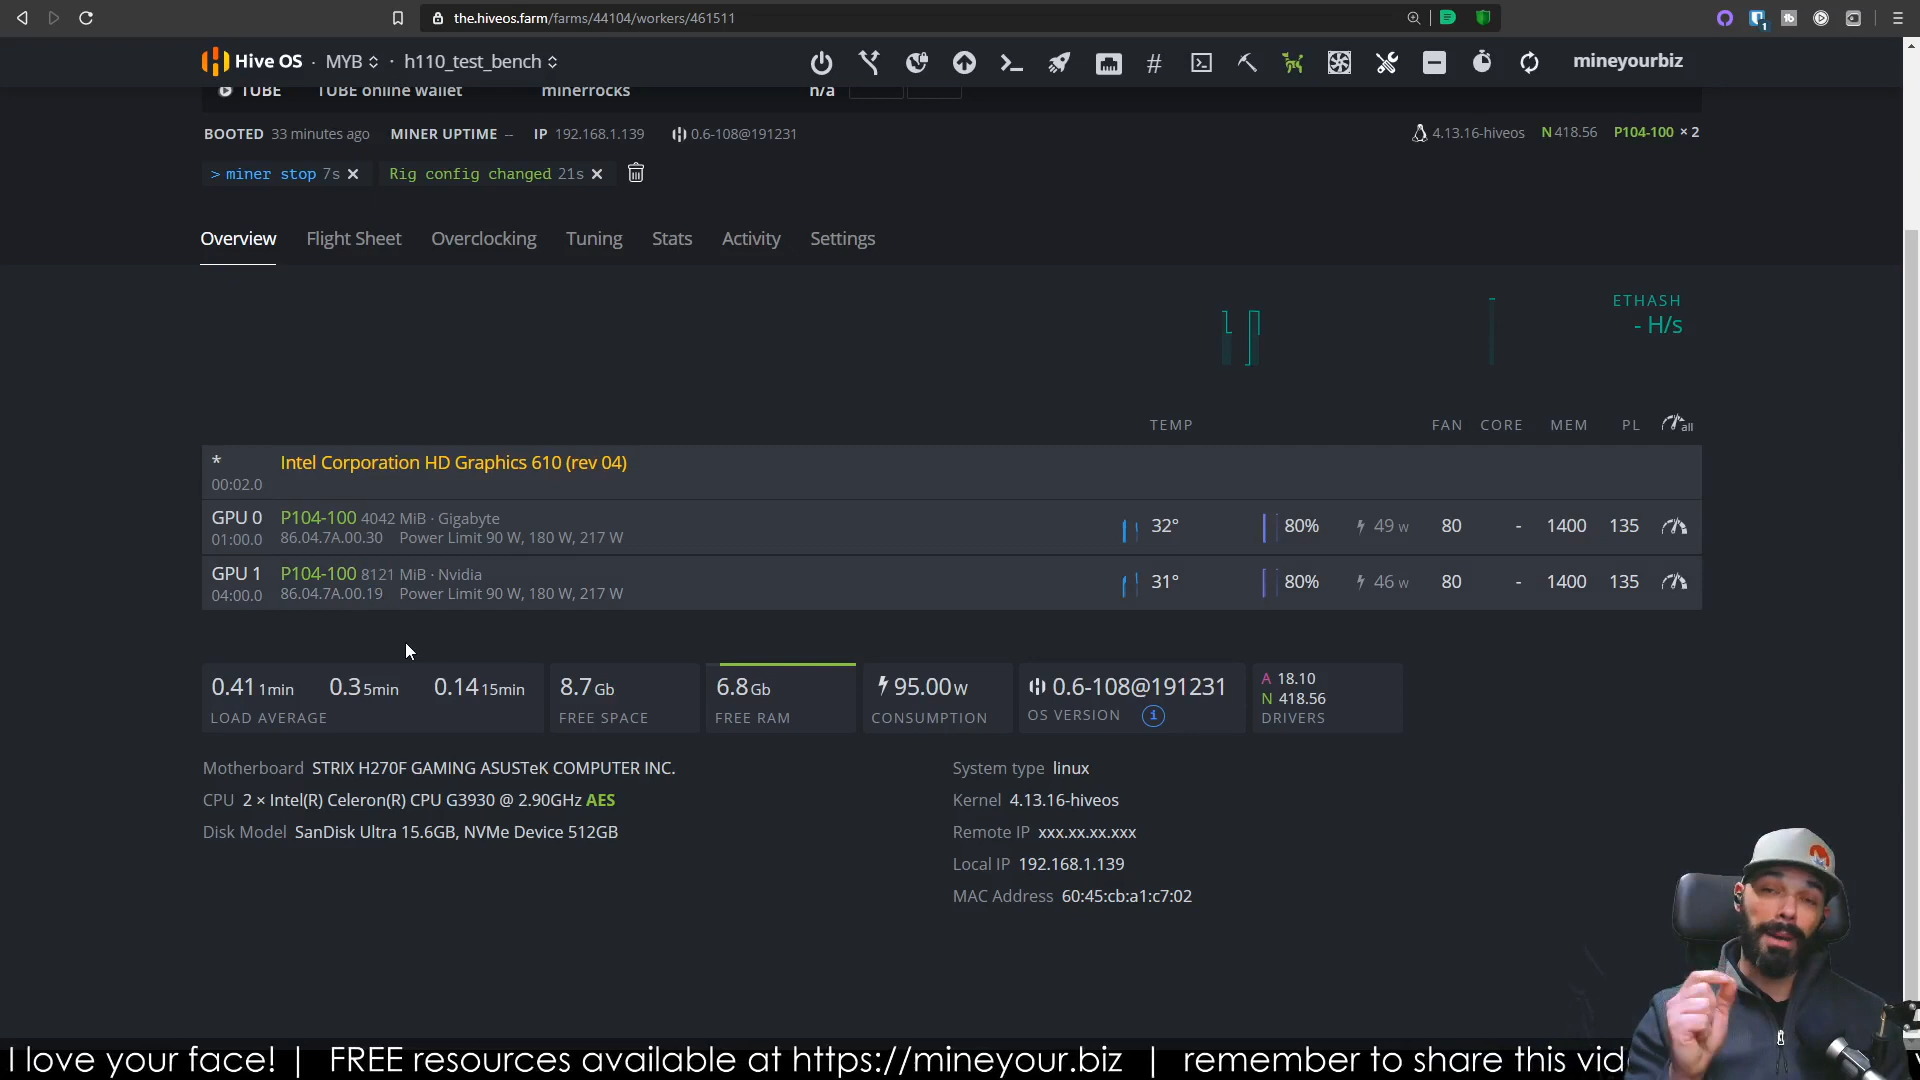 the.hiveos.farm/farms/44104/workers/461511
Hive OS · MYB · h110_test_bench
mineyourbiz
TUBE TUBE online wallet minerrocks n/a
BOOTED 33 minutes ago MINER UPTIME -- IP 192.168.1.139 0.6-108@191231 4.13.16-hiveos N 418.56 P104-100 × 2
> miner stop 7s × Rig config changed 21s ×
Overview Flight Sheet Overclocking Tuning Stats Activity Settings
ETHASH
- H/s
TEMP FAN CORE MEM PL all
* Intel Corporation HD Graphics 610 (rev 04)
00:02.0
GPU 0 P104-100 4042 MiB · Gigabyte 32° 80% 49 w 80 - 1400 135
01:00.0 86.04.7A.00.30 Power Limit 90 W, 180 W, 217 W
GPU 1 P104-100 8121 MiB · Nvidia 31° 80% 46 w 80 - 1400 135
04:00.0 86.04.7A.00.19 Power Limit 90 W, 180 W, 217 W
0.41 1min 0.3 5min 0.14 15min
LOAD AVERAGE
8.7 Gb
FREE SPACE
6.8 Gb
FREE RAM
95.00 w
CONSUMPTION
0.6-108@191231
OS VERSION i
A 18.10
N 418.56
DRIVERS
Motherboard STRIX H270F GAMING ASUSTeK COMPUTER INC.
CPU 2 × Intel(R) Celeron(R) CPU G3930 @ 2.90GHz AES
Disk Model SanDisk Ultra 15.6GB, NVMe Device 512GB
System type linux
Kernel 4.13.16-hiveos
Remote IP xxx.xx.xx.xxx
Local IP 192.168.1.139
MAC Address 60:45:cb:a1:c7:02
I love your face! | FREE resources available at https://mineyour.biz | remember to share this vid